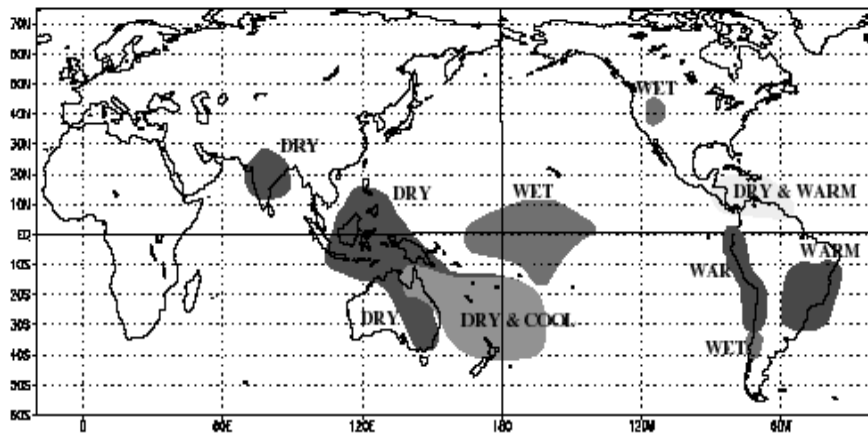 70N
60N
50N
40N
30N
20N
10N
EQ
10S
20S
30S
40S
50S
60S
WET
DRY
DRY
WET
DRY & WARM
WARM
WAR
DRY
DRY & COOL
WET
0
60E
120E
180
120W
60W